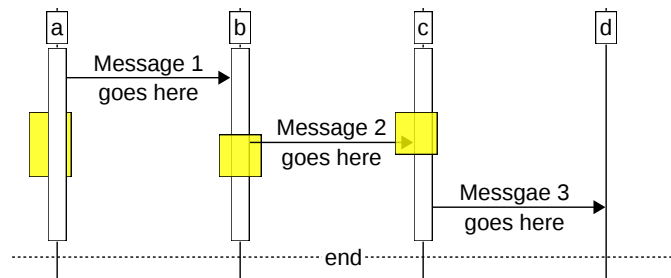 a
b
c
d
Message 1
goes here
Message 2
goes here
Messgae 3
goes here
end